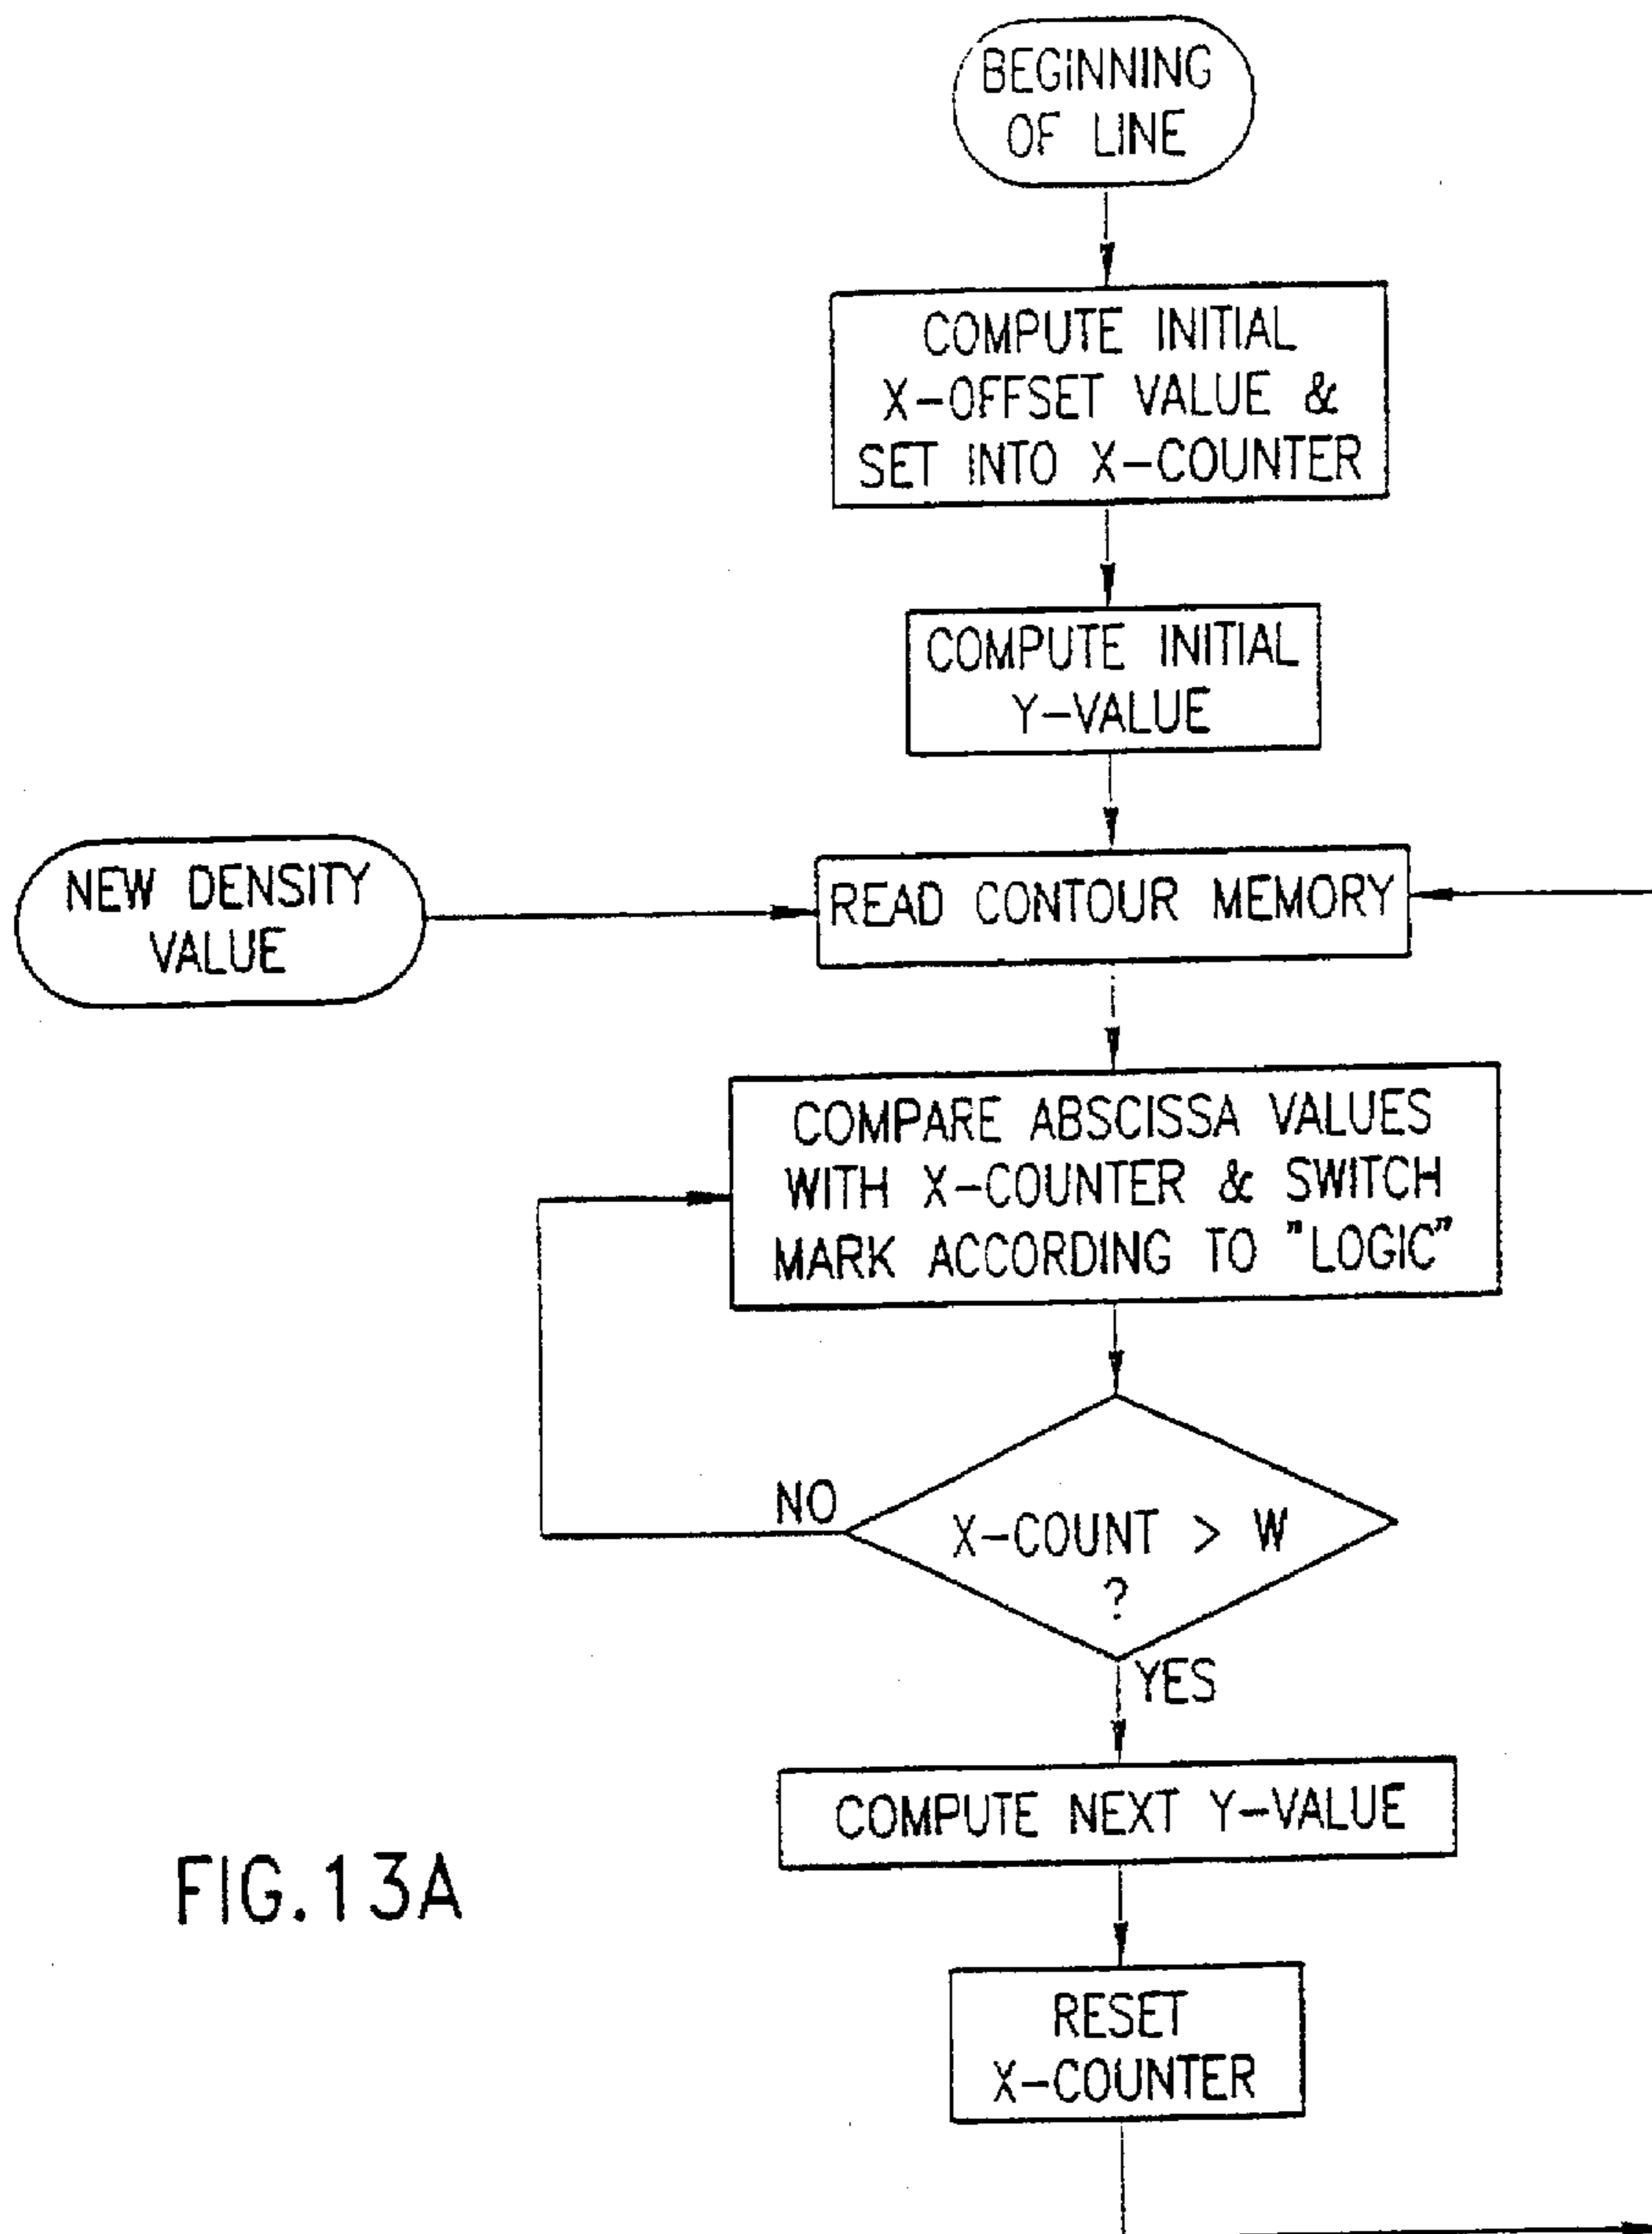 BEGINNING
OF LINE
COMPUTE INITIAL
X-OFFSET VALUE &
SET INTO X-COUNTER
COMPUTE INITIAL
Y-VALUE
NEW DENSITY
VALUE
READ CONTOUR MEMORY
COMPARE ABSCISSA VALUES
WITH X-COUNTER & SWITCH
MARK ACCORDING TO "LOGIC"
NO
X-COUNT > W
?
YES
COMPUTE NEXT Y-VALUE
FIG.13A
RESET
X-COUNTER